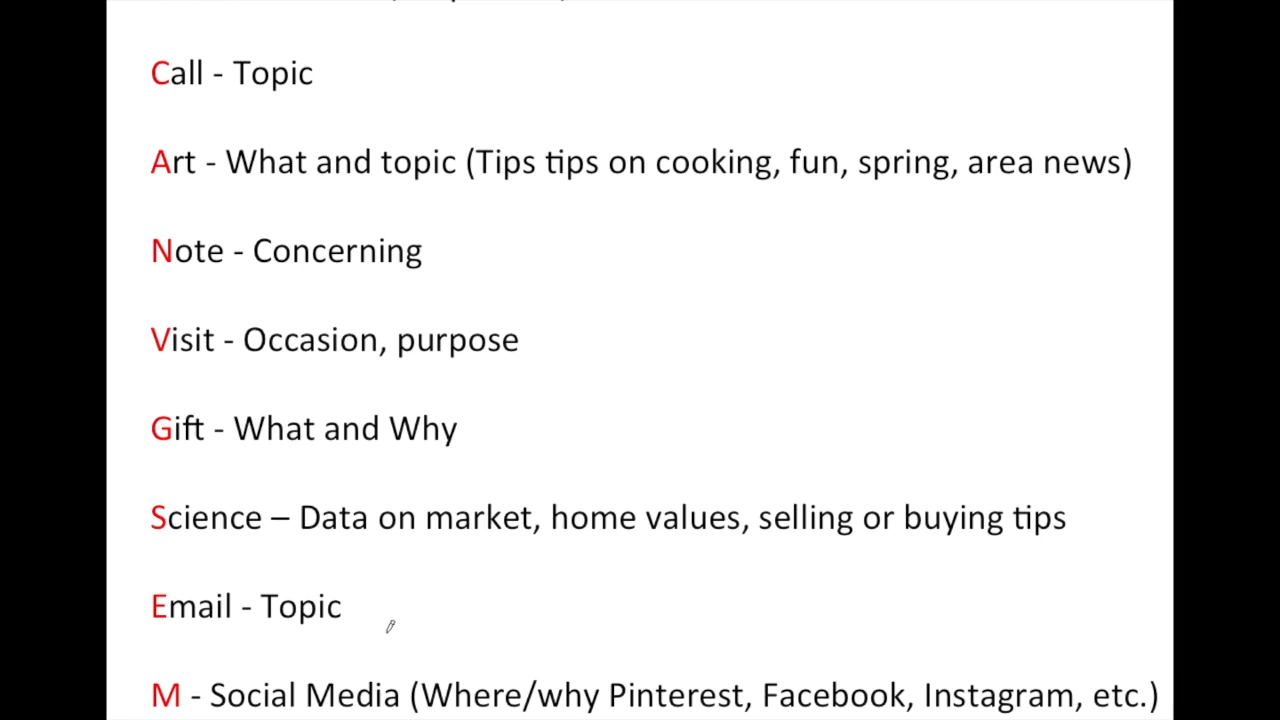 Call - Topic
Art - What and topic (Tips tips on cooking, fun, spring, area news)
Note - Concerning
Visit - Occasion, purpose
Gift - What and Why
Science – Data on market, home values, selling or buying tips
Email - Topic
M - Social Media (Where/why Pinterest, Facebook, Instagram, etc.)